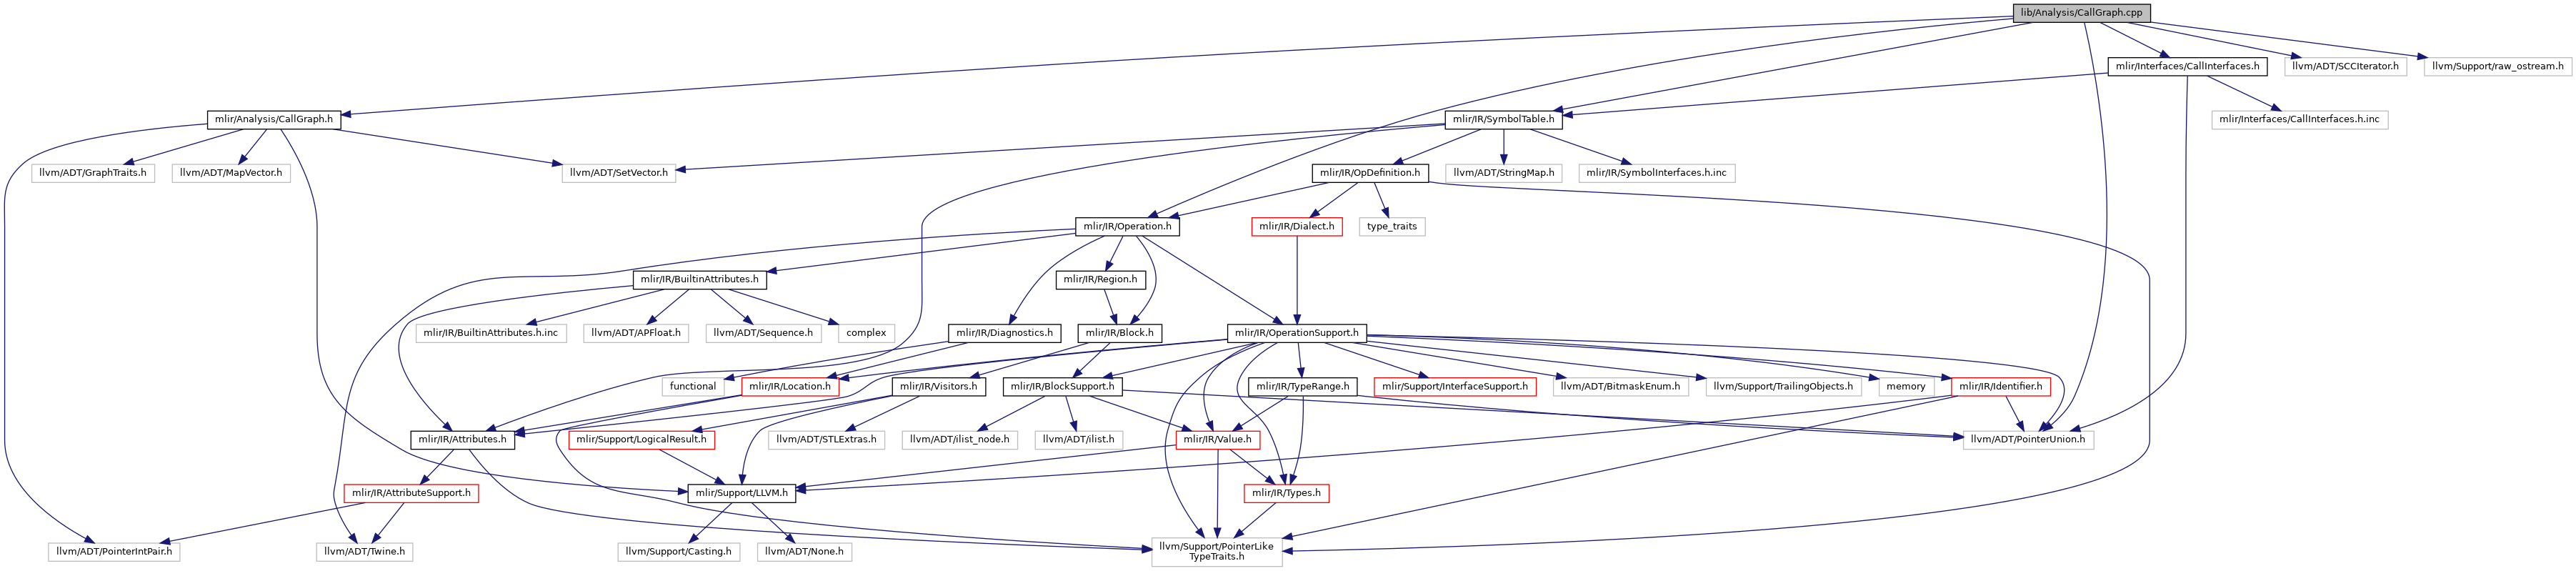 lib/Analysis/CallGraph.cpp
mlir/Interfaces/CallInterfaces.h
llvm/ADT/SCCIterator.h
llvm/Support/raw_ostream.h
mlir/Analysis/CallGraph.h
mlir/IR/SymbolTable.h
mlir/Interfaces/CallInterfaces.h.inc
llvm/ADT/GraphTraits.h
llvm/ADT/MapVector.h
llvm/ADT/SetVector.h
mlir/IR/OpDefinition.h
llvm/ADT/StringMap.h
mlir/IR/SymbolInterfaces.h.inc
mlir/IR/Operation.h
mlir/IR/Dialect.h
type_traits
mlir/IR/BuiltinAttributes.h
mlir/IR/Region.h
mlir/IR/BuiltinAttributes.h.inc
llvm/ADT/APFloat.h
llvm/ADT/Sequence.h
complex
mlir/IR/Diagnostics.h
mlir/IR/Block.h
mlir/IR/OperationSupport.h
functional
mlir/IR/Location.h
mlir/IR/Visitors.h
mlir/IR/BlockSupport.h
mlir/IR/TypeRange.h
mlir/Support/InterfaceSupport.h
llvm/ADT/BitmaskEnum.h
llvm/Support/TrailingObjects.h
memory
mlir/IR/Identifier.h
mlir/IR/Attributes.h
mlir/Support/LogicalResult.h
llvm/ADT/STLExtras.h
llvm/ADT/ilist_node.h
llvm/ADT/ilist.h
mlir/IR/Value.h
llvm/ADT/PointerUnion.h
mlir/IR/AttributeSupport.h
mlir/Support/LLVM.h
mlir/IR/Types.h
llvm/ADT/PointerIntPair.h
llvm/ADT/Twine.h
llvm/Support/Casting.h
llvm/ADT/None.h
llvm/Support/PointerLike
TypeTraits.h